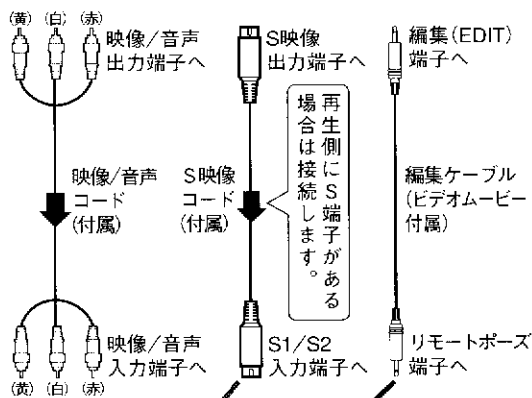 (黄) (白) (赤)
映像/音声
出力端子へ
映像/音声
コード
(付属)
映像/音声
入力端子へ
(黄) (白) (赤)
S映像
出力端子へ
S映像
コード
(付属)
再生側にS端子がある
場合は接続します。
S1/S2
入力端子へ
編集(EDIT)
端子へ
編集ケーブル
(ビデオムービー
付属)
リモートポーズ
端子へ